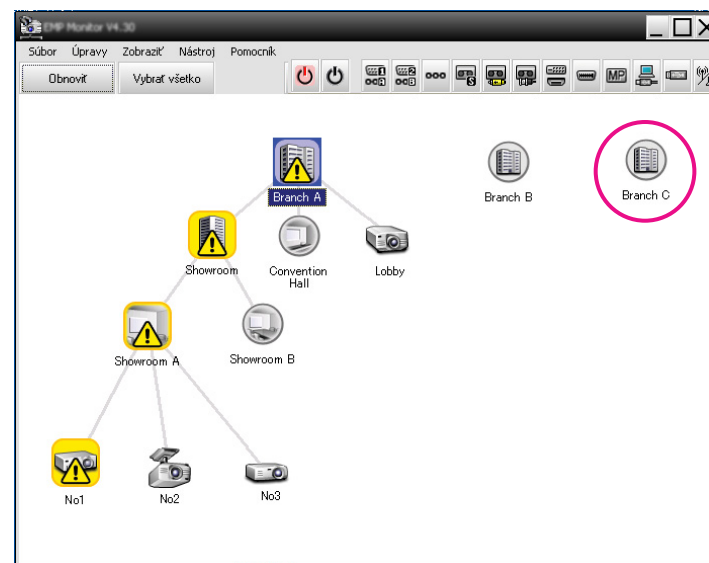 EMP Monitor V4.30
Súbor Úpravy Zobraziť Nástroj Pomocník
Obnoviť Vybrať všetko
MP
Branch A
Branch B
Branch C
Showroom
Convention
Hall
Lobby
Showroom A
Showroom B
No1
No2
No3